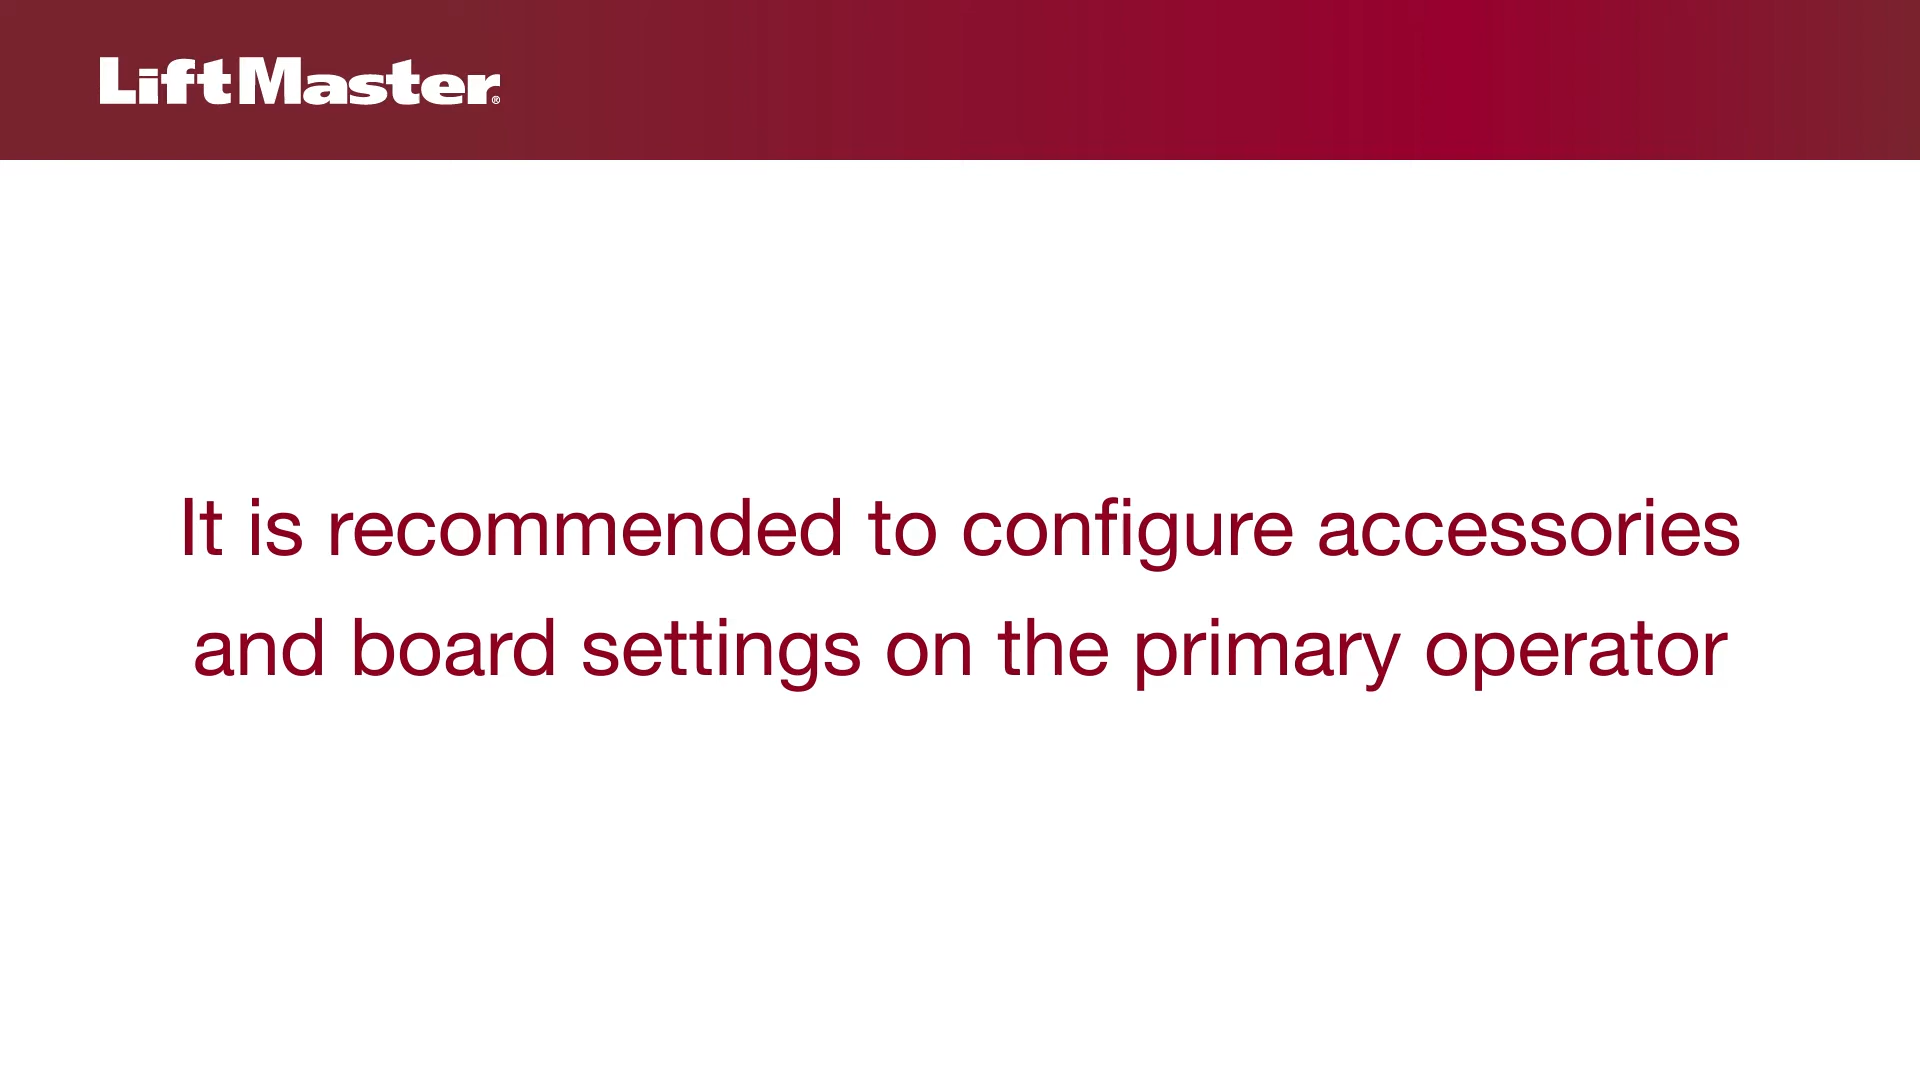 LiftMaster®
It is recommended to configure accessories
and board settings on the primary operator